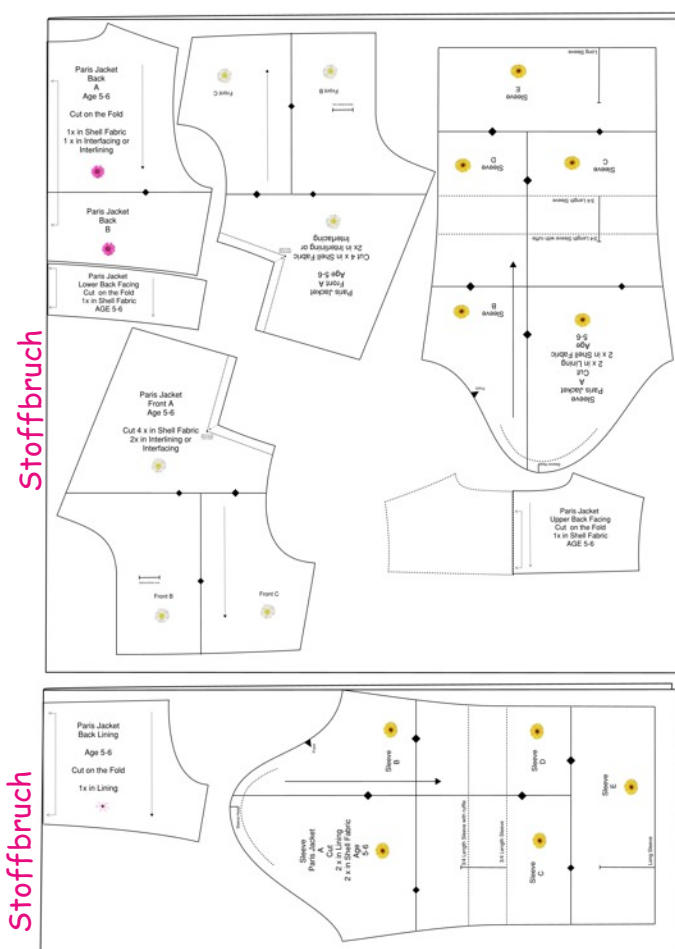 Stoffbruch
Paris Jacket
Back
A
Age 5-6
Cut on the Fold
1x in Shell Fabric
1 x in Interfacing or
Interlining
Paris Jacket
Back
B
Paris Jacket
Lower Back Facing
Cut on the Fold
1x in Shell Fabric
AGE 5-6
Front C
Front B
Paris Jacket
Front A
Age 5-6
Cut 4 x in Shell Fabric
2x in Interlining or
Interfacing
Long Sleeve
Sleeve
E
Sleeve
D
Sleeve
C
3/4 Length Sleeve
3/4 Length Sleeve with ruffle
Sleeve
B
Sleeve
Paris Jacket
A
Cut
2 x in Lining
2 x in Shell Fabric
Age
5-6
Front
Paris Jacket
Front A
Age 5-6
Cut 4 x in Shell Fabric
2x in Interlining or
Interfacing
Front B
Front C
Paris Jacket
Upper Back Facing
Cut on the Fold
1x in Shell Fabric
AGE 5-6
Stoffbruch
Paris Jacket
Back Lining
Age 5-6
Cut on the Fold
1x in Lining
Front
Sleeve
Paris Jacket
A
Cut
2 x in Lining
2 x in Shell Fabric
Age
5-6
Sleeve
B
3/4 Length Sleeve with ruffle
3/4 Length Sleeve
Sleeve
D
Sleeve
C
Sleeve
E
Long Sleeve